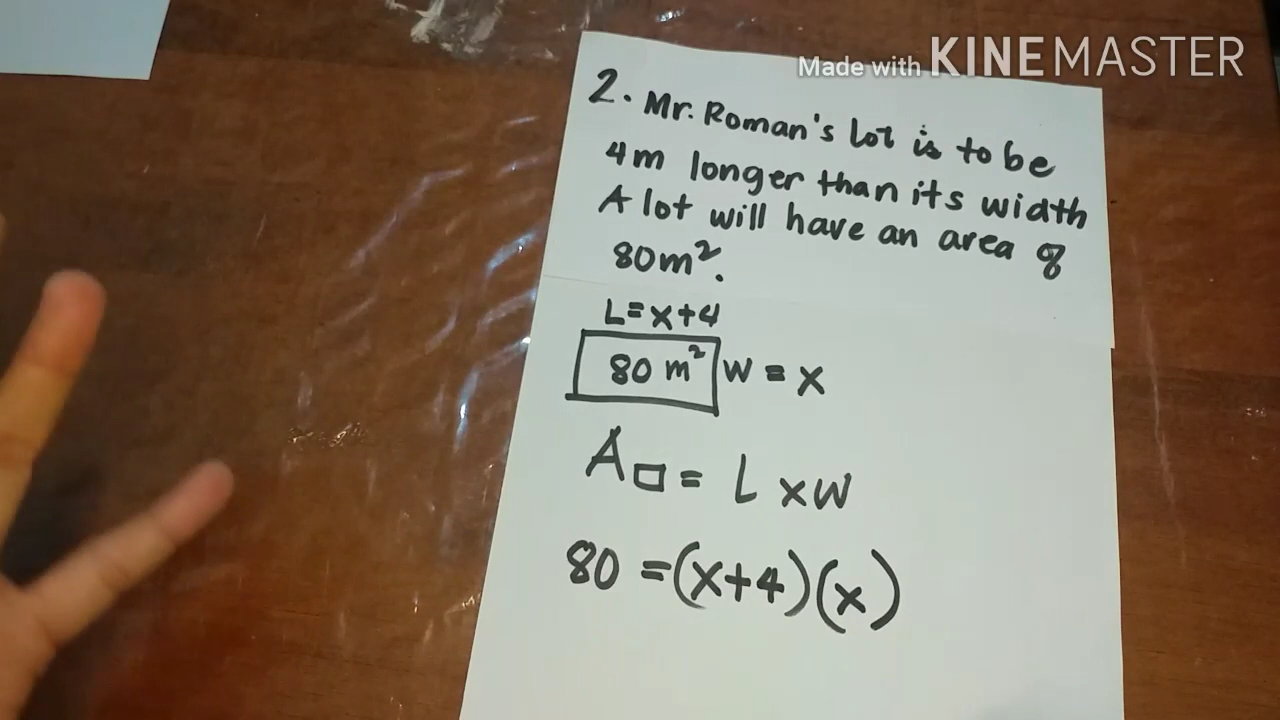 Made with KINEMASTER
2. Mr. Roman's lot is to be
4m longer than its width
A lot will have an area of
80m².
L=x+4
80 m² W = x
A□ = L xW
80 =(x+4)(x)